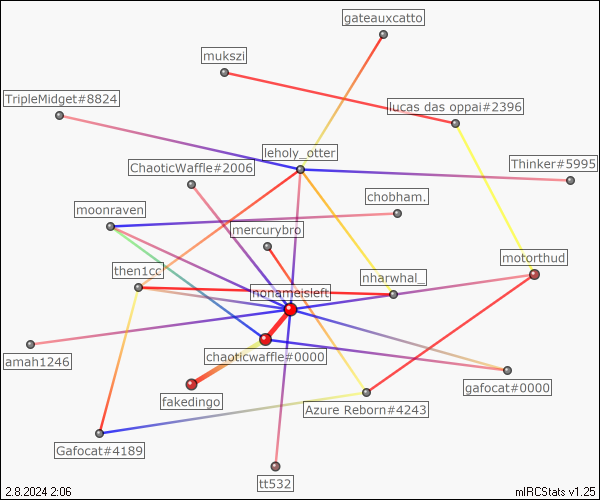 gateauxcatto
mukszi
TripleMidget#8824
lucas das oppai#2396
leholy_otter
Thinker#5995
ChaoticWaffle#2006
chobham.
moonraven
mercurybro
motorthud
then1cc
nharwhal_
nonameisleft
chaoticwaffle#0000
amah1246
gafocat#0000
fakedingo
Azure Reborn#4243
Gafocat#4189
tt532
2.8.2024 2:06
mIRCStats v1.25